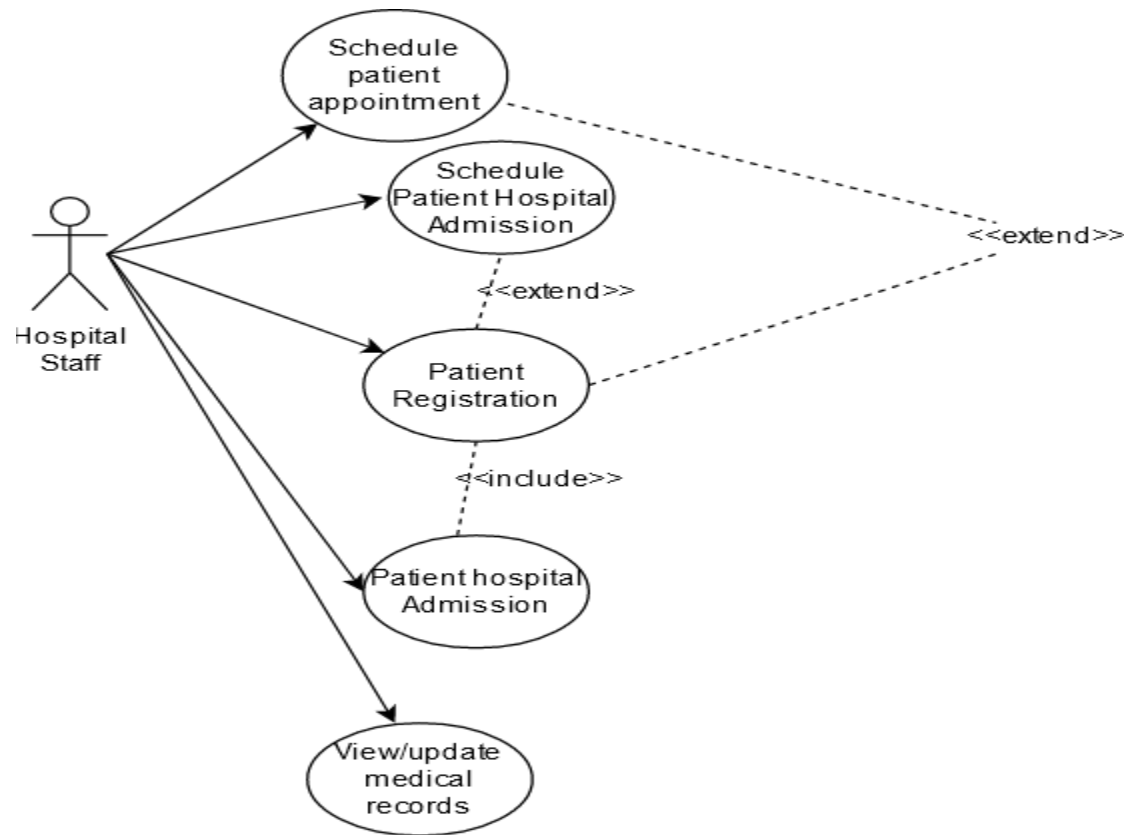 Schedule
patient
appointment
Schedule
Patient Hospital
Admission
<<extend>>
<<extend>>
Hospital
Staff
Patient
Registration
<<include>>
Patient hospital
Admission
View/update
medical
records